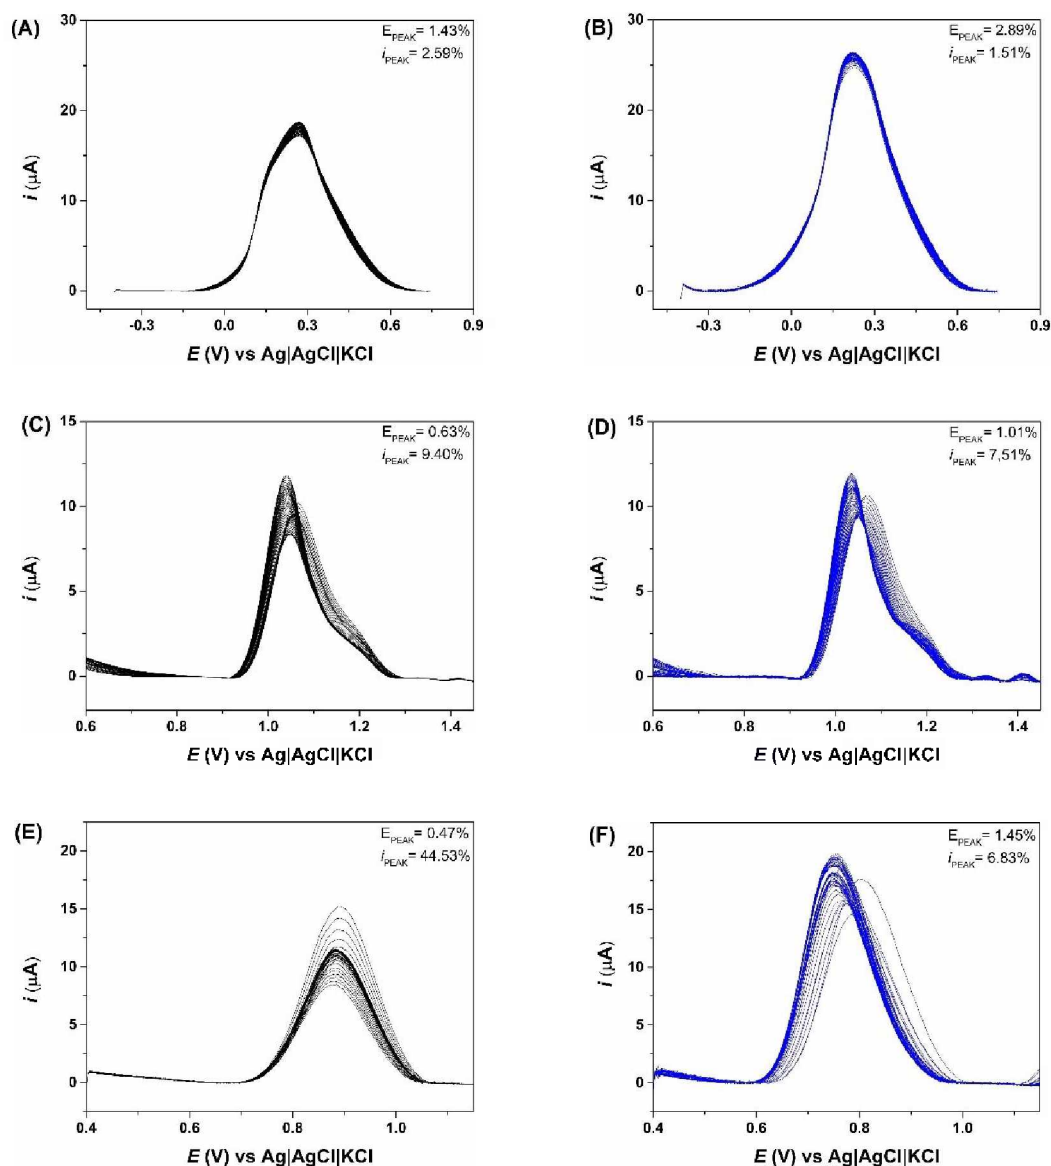 (A)
E_PEAK = 1.43%
i_PEAK = 2.59%
30
20
10
0
i (µA)
-0.3 0.0 0.3 0.6 0.9
E (V) vs Ag|AgCl|KCl
(B)
E_PEAK = 2.89%
i_PEAK = 1.51%
30
20
10
0
i (µA)
-0.3 0.0 0.3 0.6 0.9
E (V) vs Ag|AgCl|KCl
(C)
E_PEAK= 0.63%
i_PEAK= 9.40%
15
10
5
0
i (µA)
0.6 0.8 1.0 1.2 1.4
E (V) vs Ag|AgCl|KCl
(D)
E_PEAK= 1.01%
i_PEAK= 7,51%
15
10
5
0
i (µA)
0.6 0.8 1.0 1.2 1.4
E (V) vs Ag|AgCl|KCl
(E)
E_PEAK= 0.47%
i_PEAK= 44.53%
20
15
10
5
0
i (µA)
0.4 0.6 0.8 1.0
E (V) vs Ag|AgCl|KCl
(F)
E_PEAK= 1.45%
i_PEAK= 6.83%
20
15
10
5
0
i (µA)
0.4 0.6 0.8 1.0
E (V) vs Ag|AgCl|KCl